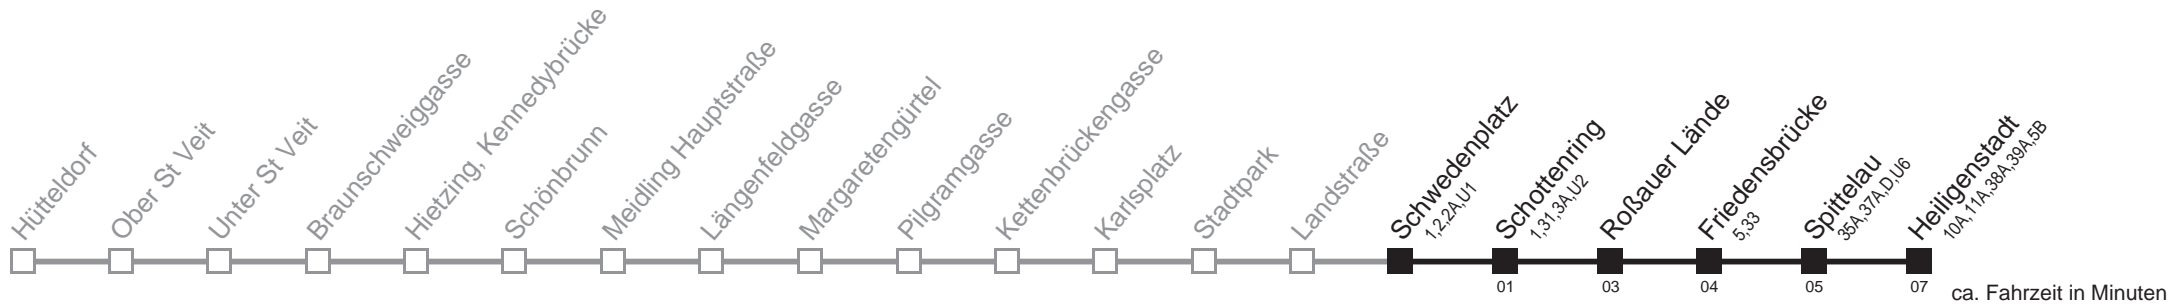 Hütteldorf
Ober St Veit
Unter St Veit
Braunschweiggasse
Hietzing, Kennedybrücke
Schönbrunn
Meidling Hauptstraße
Längenfeldgasse
Margaretengürtel
Pilgramgasse
Kettenbrückengasse
Karlsplatz
Stadtpark
Landstraße
Schwedenplatz
1,2,2A,U1
Schottenring
1,31,3A,U2
Roßauer Lände
Friedensbrücke
5,33
Spittelau
35A,37A,D,U6
Heiligenstadt
10A,11A,38A,39A,5B
01
03
04
05
07
ca. Fahrzeit in Minuten